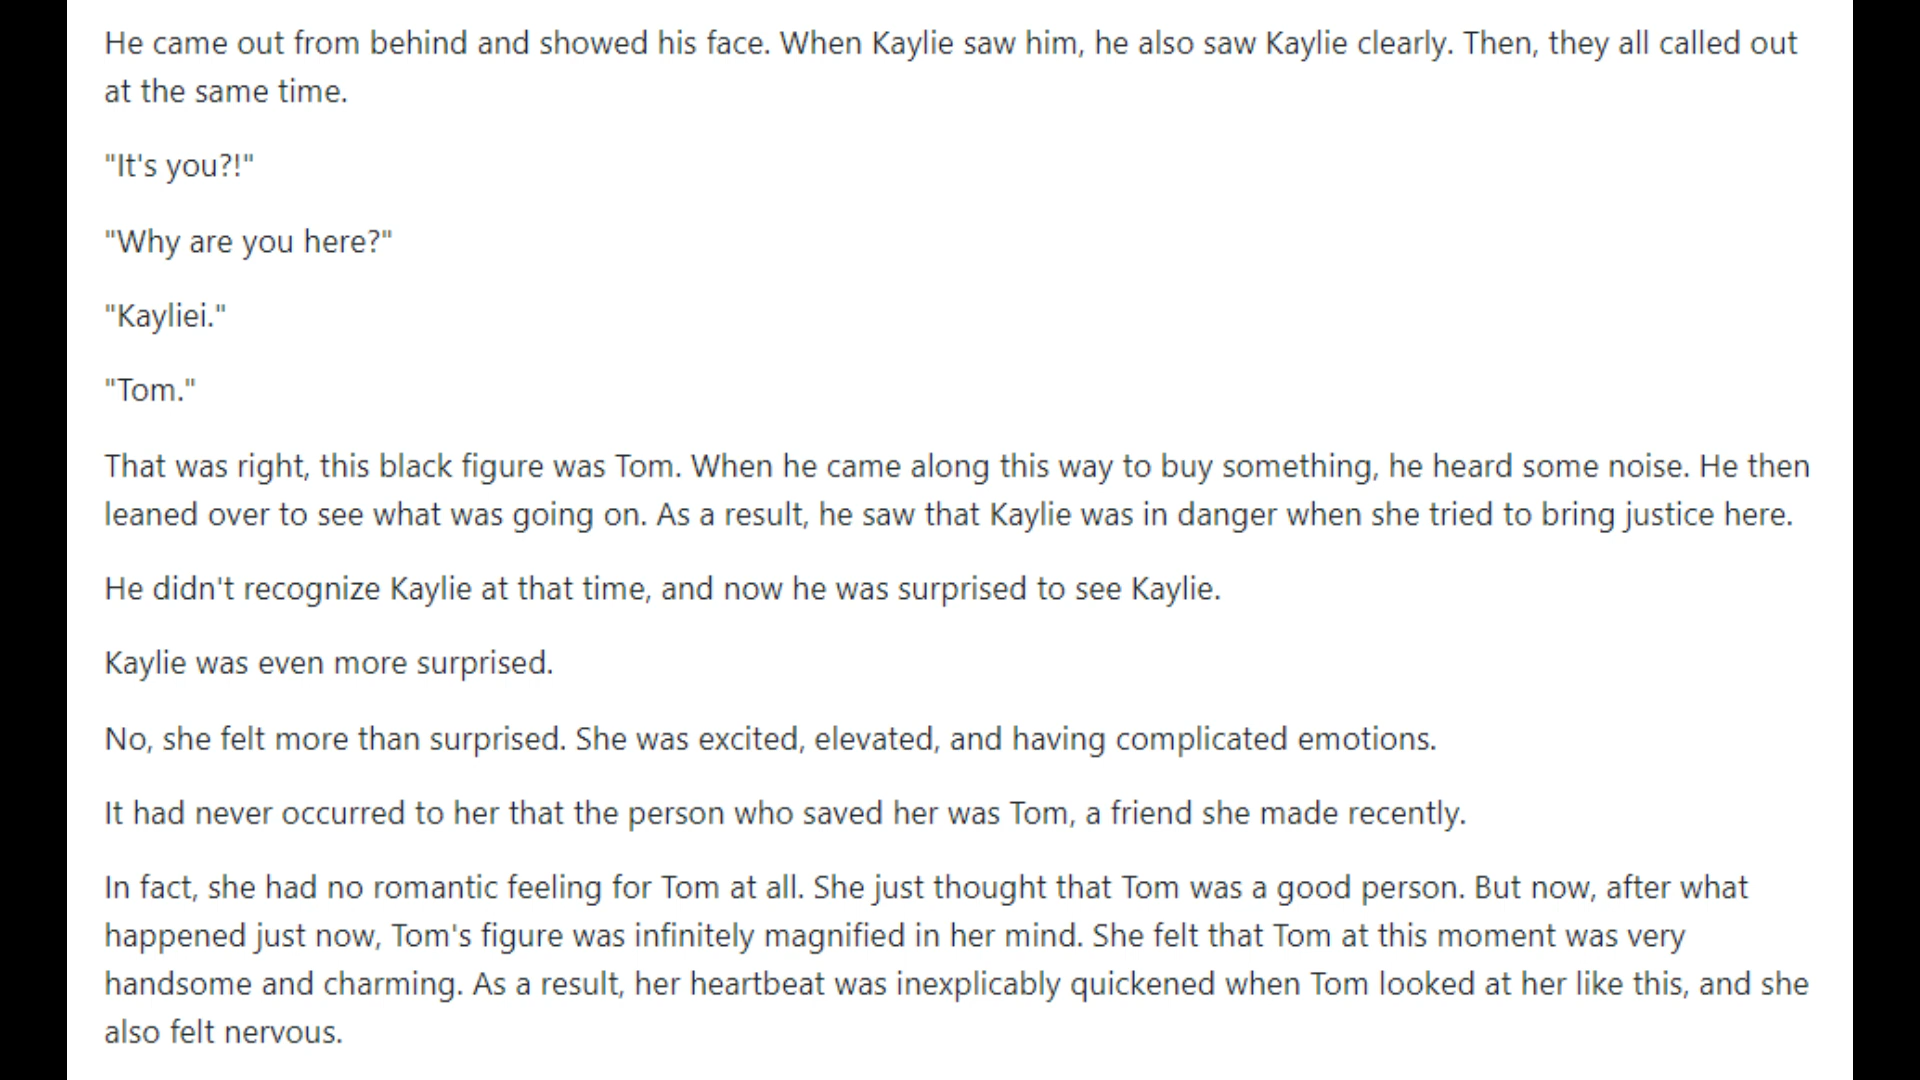 He came out from behind and showed his face. When Kaylie saw him, he also saw Kaylie clearly. Then, they all called out
at the same time.
"It's you?!"
"Why are you here?"
"Kayliei."
"Tom."
That was right, this black figure was Tom. When he came along this way to buy something, he heard some noise. He then
leaned over to see what was going on. As a result, he saw that Kaylie was in danger when she tried to bring justice here.
He didn't recognize Kaylie at that time, and now he was surprised to see Kaylie.
Kaylie was even more surprised.
No, she felt more than surprised. She was excited, elevated, and having complicated emotions.
It had never occurred to her that the person who saved her was Tom, a friend she made recently.
In fact, she had no romantic feeling for Tom at all. She just thought that Tom was a good person. But now, after what
happened just now, Tom's figure was infinitely magnified in her mind. She felt that Tom at this moment was very
handsome and charming. As a result, her heartbeat was inexplicably quickened when Tom looked at her like this, and she
also felt nervous.